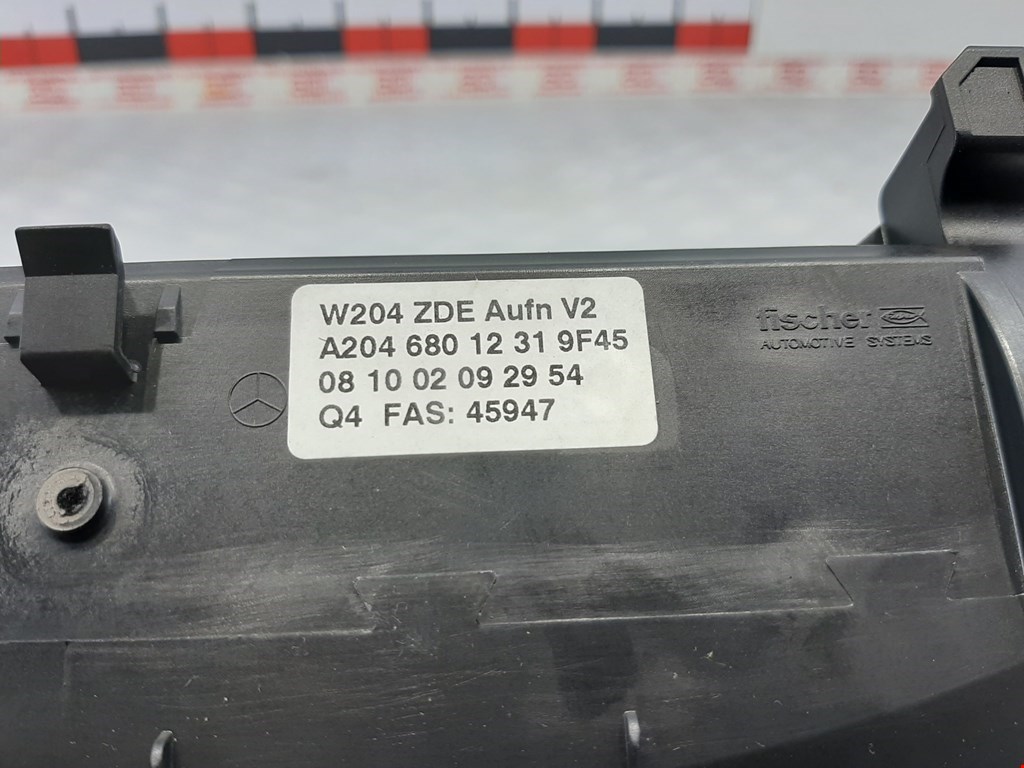 W204 ZDE Aufn V2
A204 680 12 31 9F45
08 10 02 09 29 54
Q4 FAS: 45947
fischer
AUTOMOTIVE SYSTEMS